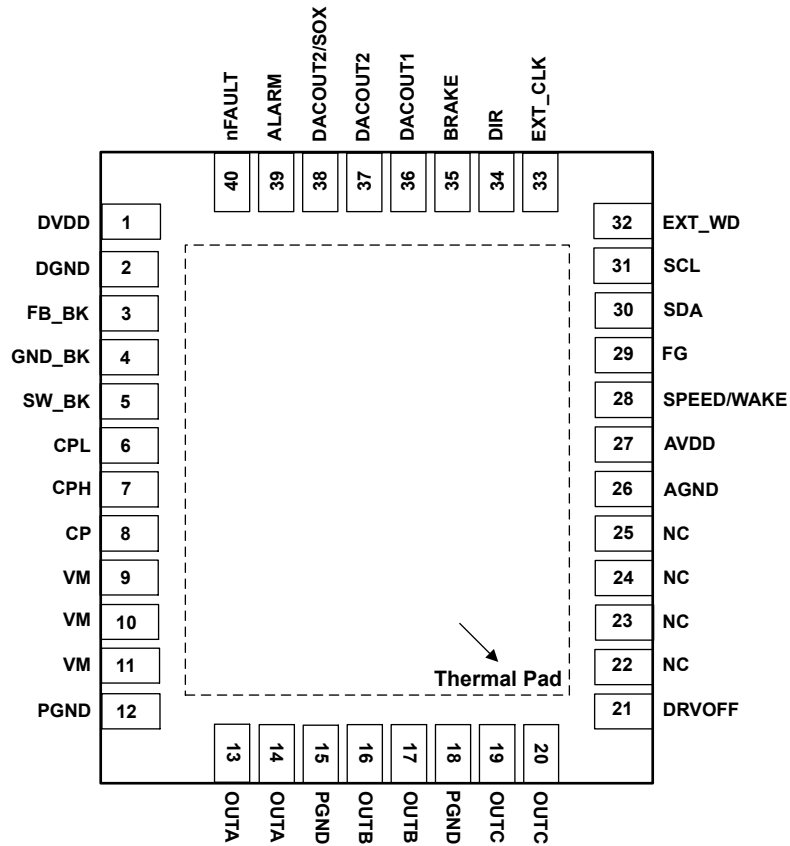 nFAULT
ALARM
DACOUT2/SOX
DACOUT2
DACOUT1
BRAKE
DIR
EXT_CLK
40
39
38
37
36
35
34
33
DVDD 1
DGND 2
FB_BK 3
GND_BK 4
SW_BK 5
CPL 6
CPH 7
CP 8
VM 9
VM 10
VM 11
PGND 12
32 EXT_WD
31 SCL
30 SDA
29 FG
28 SPEED/WAKE
27 AVDD
26 AGND
25 NC
24 NC
23 NC
22 NC
21 DRVOFF
Thermal Pad
13
14
15
16
17
18
19
20
OUTA
OUTA
PGND
OUTB
OUTB
PGND
OUTC
OUTC